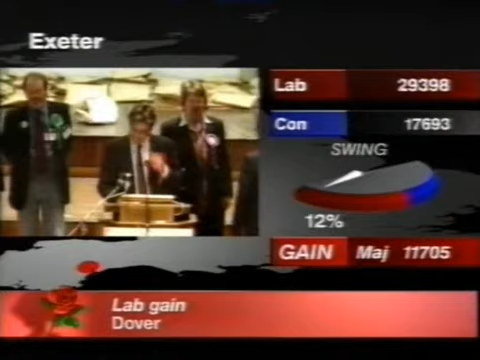 Exeter
Lab 29398
Con 17693
SWING
12%
GAIN Maj 11705
Lab gain
Dover